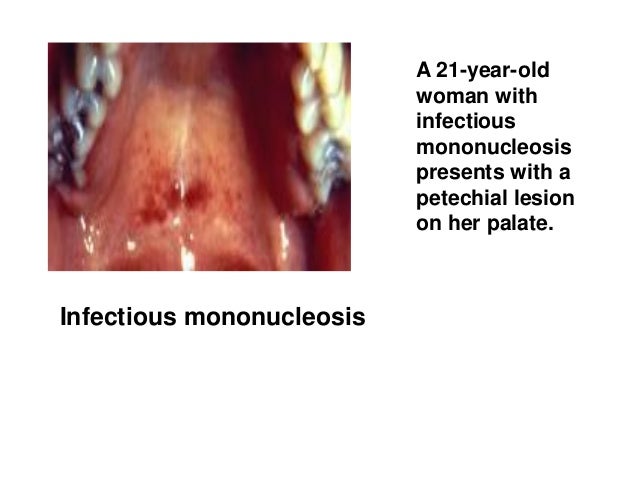 A 21-year-old
woman with
infectious
mononucleosis
presents with a
petechial lesion
on her palate.
Infectious mononucleosis